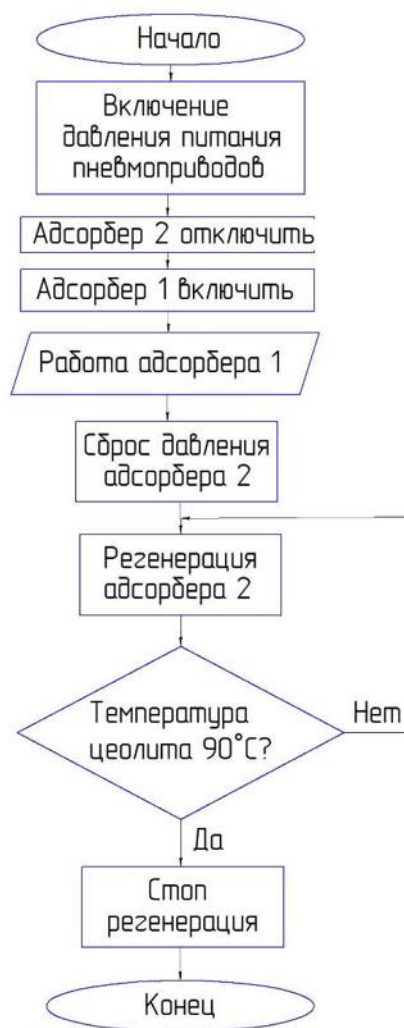 Начало
Включение
давления питания
пневмоприводов
Адсорбер 2 отключить
Адсорбер 1 включить
Работа адсорбера 1
Сброс давления
адсорбера 2
Регенерация
адсорбера 2
Температура
цеолита 90°C?
Нет
Да
Стоп
регенерация
Конец